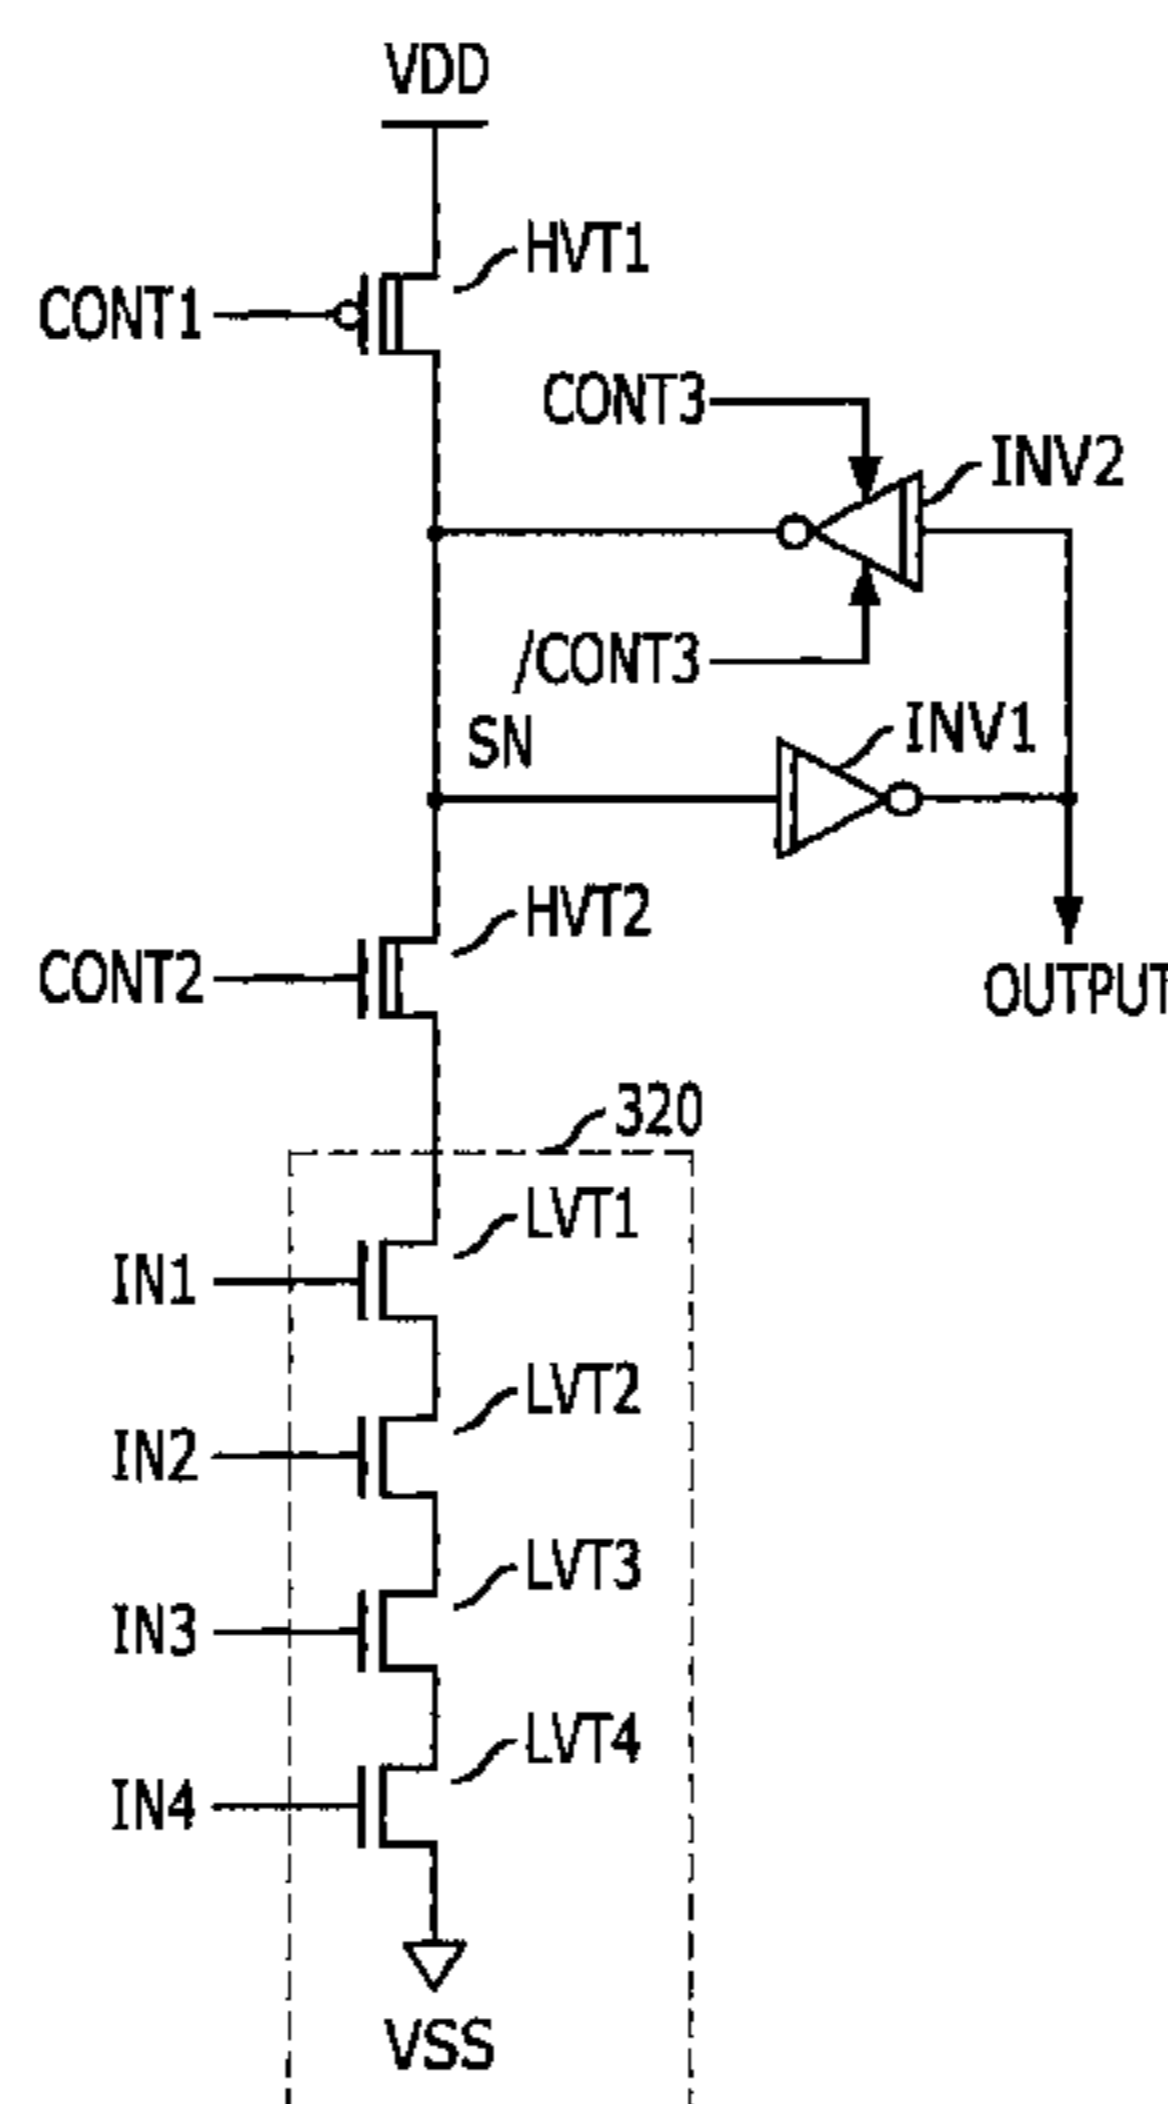 VDD
HVT1
CONT1
CONT3
INV2
/CONT3
SN
INV1
HVT2
CONT2
OUTPUT
320
LVT1
IN1
LVT2
IN2
LVT3
IN3
LVT4
IN4
VSS